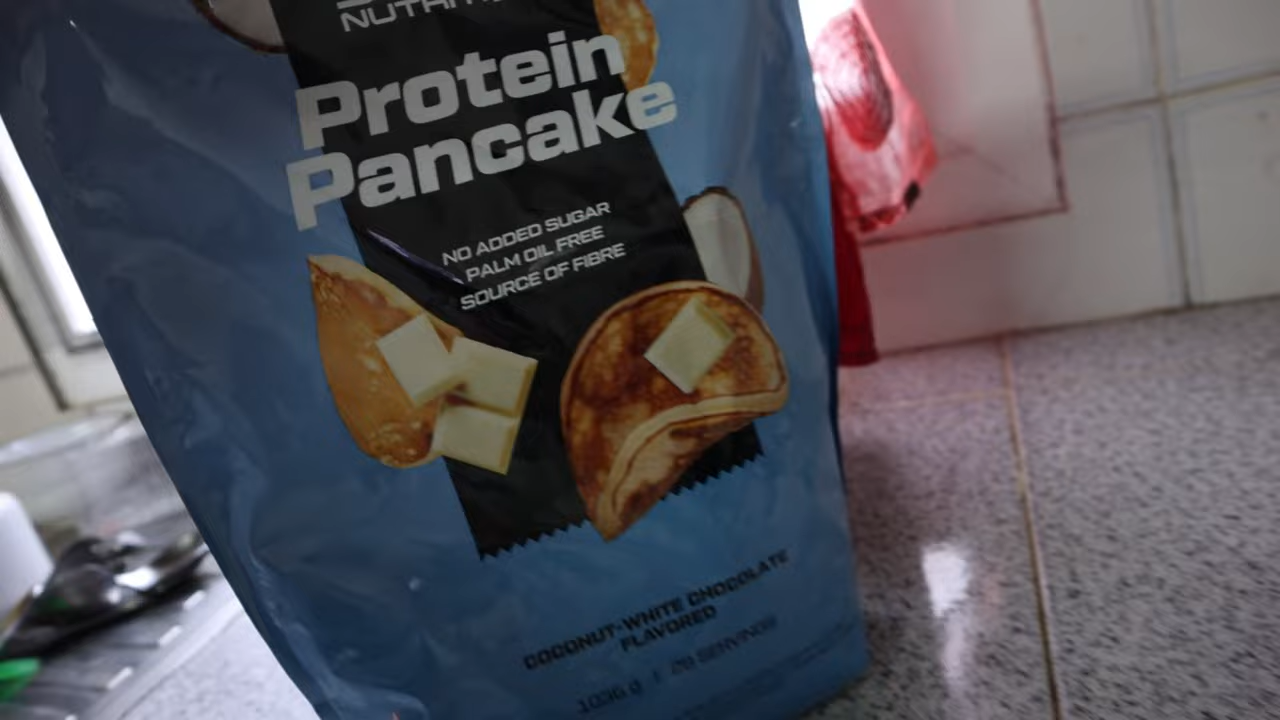 Protein
Pancake
NO ADDED SUGAR
PALM OIL FREE
SOURCE OF FIBRE
COCONUT-WHITE CHOCOLATE
FLAVORED
1036 g / 28 SERVINGS